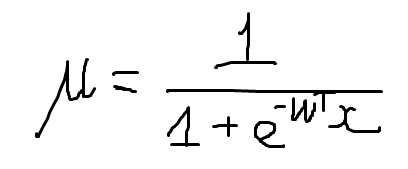 μ = 1 / (1 + e^{-W^T x})